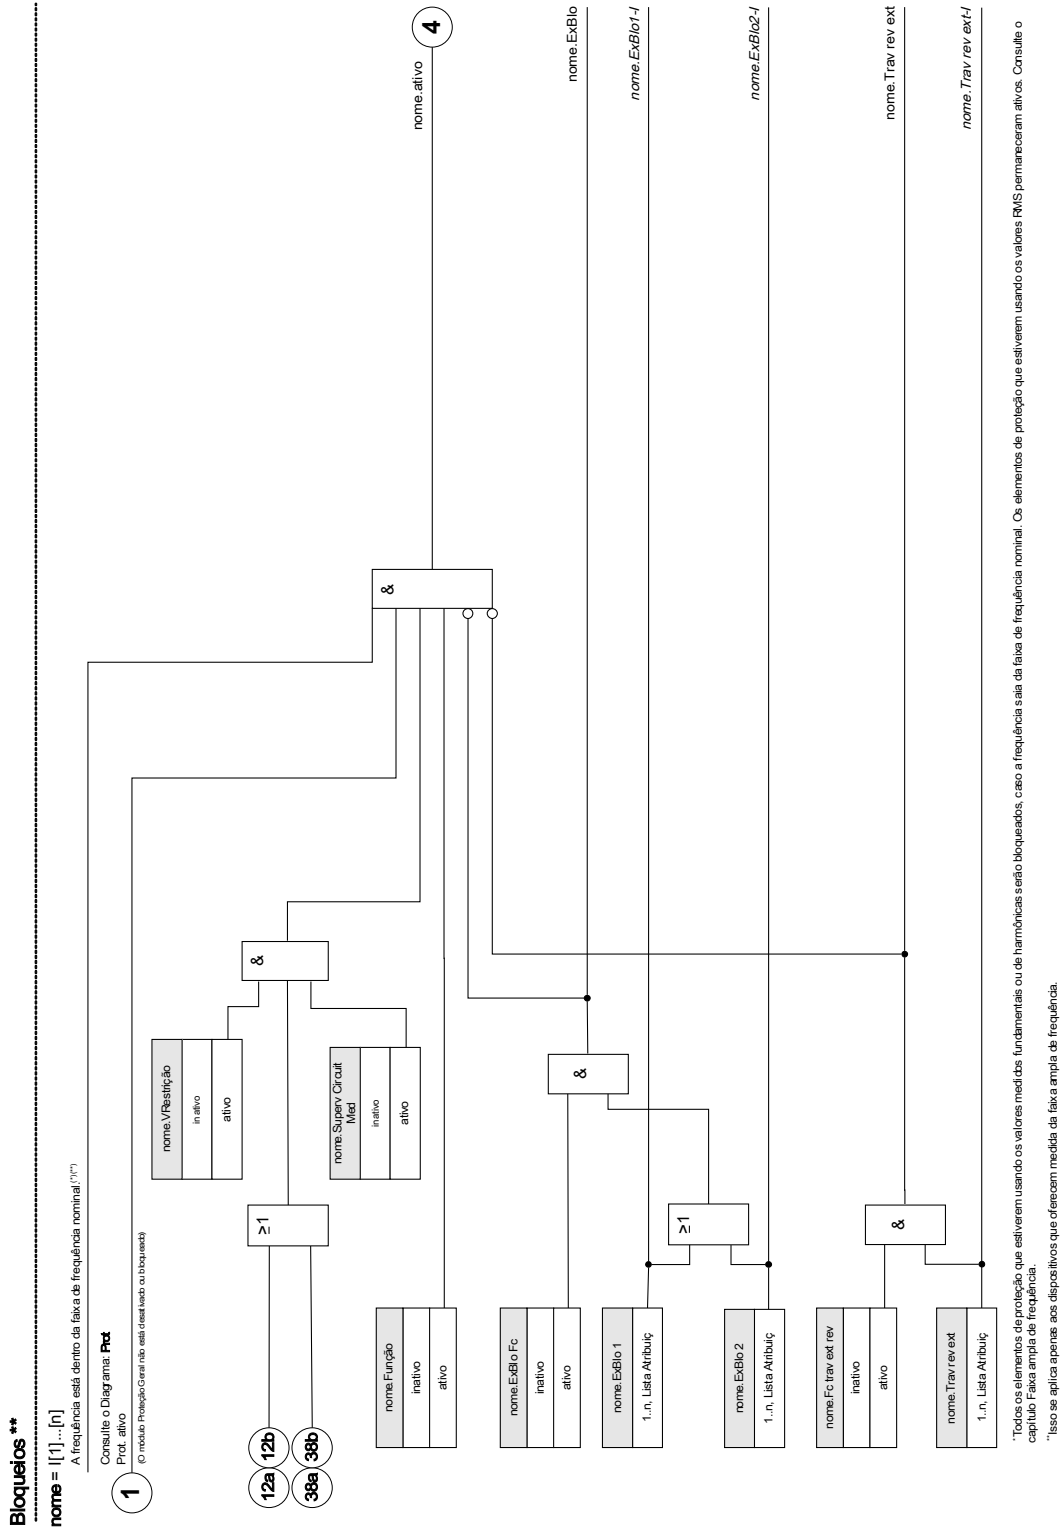 Bloqueios **
nome = I[1]...[n]
A frequência está dentro da faixa de frequência nominal.(*)(**)
Consulte o Diagrama: Prot
Prot. ativo
(O módulo Proteção Geral não está desativado ou bloqueado)
1
12a 12b
38a 38b
≥1
nome.VRestrição
inativo
ativo
nome.Superv Circuit
Med
inativo
ativo
&
&
nome.ativo
4
nome.Função
inativo
ativo
nome.ExBlo Fc
inativo
ativo
&
nome.ExBlo
nome.ExBlo 1
1..n, Lista Atribuiç
nome.ExBlo1-I
≥1
nome.ExBlo 2
1..n, Lista Atribuiç
nome.ExBlo2-I
nome.Fc trav ext rev
inativo
ativo
&
nome.Trav rev ext
nome.Trav rev ext
1..n, Lista Atribuiç
nome.Trav rev ext-I
*Todos os elementos de proteção que estiverem usando os valores medidos fundamentais ou de harmônicas serão bloqueados, caso a frequência saia da faixa de frequência nominal. Os elementos de proteção que estiverem usando os valores RMS permaneceram ativos. Consulte o
capítulo Faixa ampla de frequência.
**Isso se aplica apenas aos dispositivos que oferecem medida da faixa ampla de frequência.